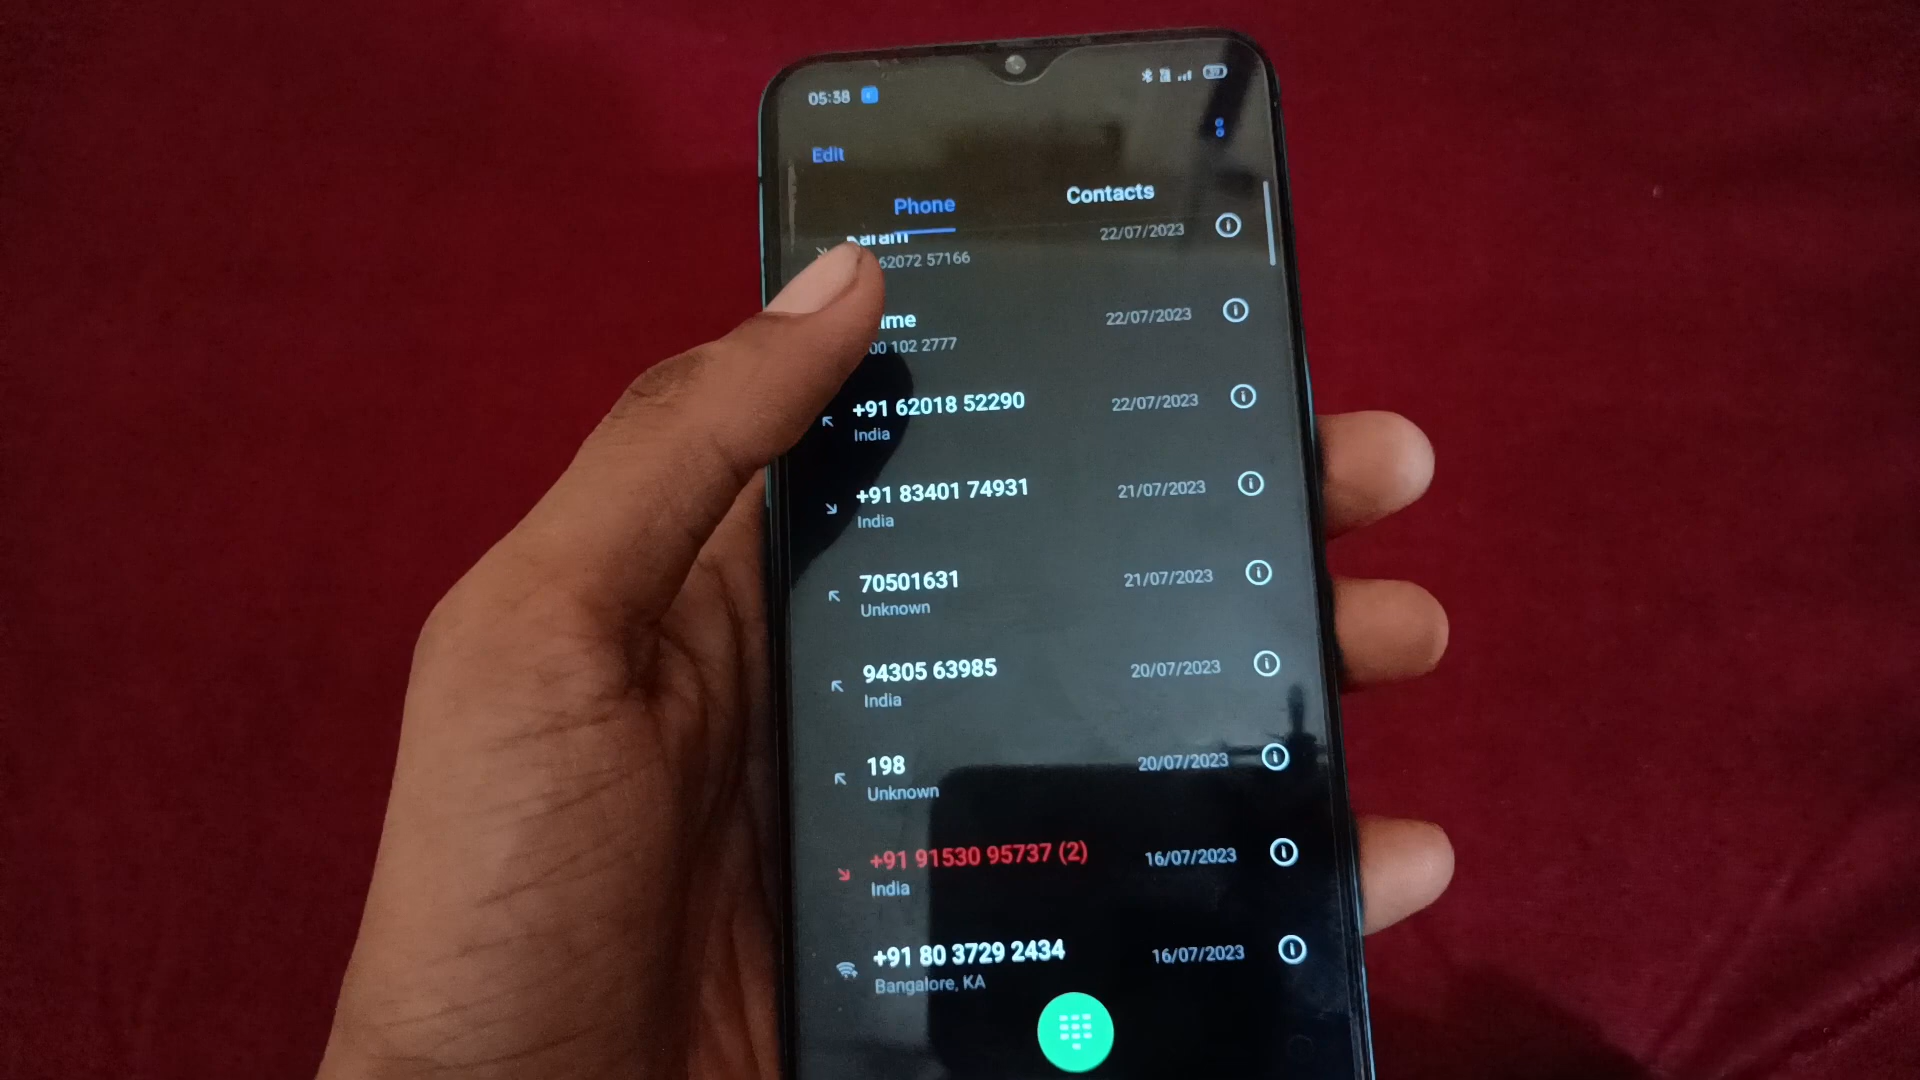 05:38
Edit
Phone
Contacts
22/07/2023
62072 57166
22/07/2023
00 102 2777
+91 62018 52290
22/07/2023
India
+91 83401 74931
21/07/2023
India
70501631
21/07/2023
Unknown
94305 63985
20/07/2023
India
198
20/07/2023
Unknown
+91 91530 95737 (2)
16/07/2023
India
+91 80 3729 2434
16/07/2023
Bangalore, KA